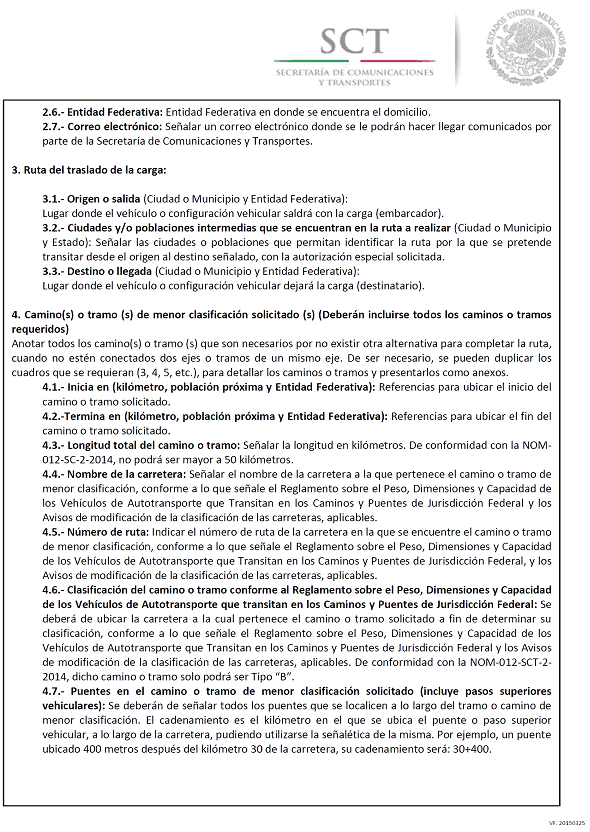 SCT
SECRETARÍA DE COMUNICACIONES
Y TRANSPORTES
ESTADOS UNIDOS MEXICANOS
2.6.- Entidad Federativa: Entidad Federativa en donde se encuentra el domicilio.
2.7.- Correo electrónico: Señalar un correo electrónico donde se le podrán hacer llegar comunicados por
parte de la Secretaría de Comunicaciones y Transportes.
3. Ruta del traslado de la carga:
3.1.- Origen o salida (Ciudad o Municipio y Entidad Federativa):
Lugar donde el vehículo o configuración vehicular saldrá con la carga (embarcador).
3.2.- Ciudades y/o poblaciones intermedias que se encuentran en la ruta a realizar (Ciudad o Municipio
y Estado): Señalar las ciudades o poblaciones que permitan identificar la ruta por la que se pretende
transitar desde el origen al destino señalado, con la autorización especial solicitada.
3.3.- Destino o llegada (Ciudad o Municipio y Entidad Federativa):
Lugar donde el vehículo o configuración vehicular dejará la carga (destinatario).
4. Camino(s) o tramo (s) de menor clasificación solicitado (s) (Deberán incluirse todos los caminos o tramos
requeridos)
Anotar todos los camino(s) o tramo (s) que son necesarios por no existir otra alternativa para completar la ruta,
cuando no estén conectados dos ejes o tramos de un mismo eje. De ser necesario, se pueden duplicar los
cuadros que se requieran (3, 4, 5, etc.), para detallar los caminos o tramos y presentarlos como anexos.
4.1.- Inicia en (kilómetro, población próxima y Entidad Federativa): Referencias para ubicar el inicio del
camino o tramo solicitado.
4.2.-Termina en (kilómetro, población próxima y Entidad Federativa): Referencias para ubicar el fin del
camino o tramo solicitado.
4.3.- Longitud total del camino o tramo: Señalar la longitud en kilómetros. De conformidad con la NOM-
012-SC-2-2014, no podrá ser mayor a 50 kilómetros.
4.4.- Nombre de la carretera: Señalar el nombre de la carretera a la que pertenece el camino o tramo de
menor clasificación, conforme a lo que señale el Reglamento sobre el Peso, Dimensiones y Capacidad de
los Vehículos de Autotransporte que Transitan en los Caminos y Puentes de Jurisdicción Federal y los
Avisos de modificación de la clasificación de las carreteras, aplicables.
4.5.- Número de ruta: Indicar el número de ruta de la carretera en la que se encuentre el camino o tramo
de menor clasificación, conforme a lo que señale el Reglamento sobre el Peso, Dimensiones y Capacidad
de los Vehículos de Autotransporte que Transitan en los Caminos y Puentes de Jurisdicción Federal, y los
Avisos de modificación de la clasificación de las carreteras, aplicables.
4.6.- Clasificación del camino o tramo conforme al Reglamento sobre el Peso, Dimensiones y Capacidad
de los Vehículos de Autotransporte que transitan en los Caminos y Puentes de Jurisdicción Federal: Se
deberá de ubicar la carretera a la cual pertenece el camino o tramo solicitado a fin de determinar su
clasificación, conforme a lo que señale el Reglamento sobre el Peso, Dimensiones y Capacidad de los
Vehículos de Autotransporte que Transitan en los Caminos y Puentes de Jurisdicción Federal y los Avisos
de modificación de la clasificación de las carreteras, aplicables. De conformidad con la NOM-012-SCT-2-
2014, dicho camino o tramo solo podrá ser Tipo “B”.
4.7.- Puentes en el camino o tramo de menor clasificación solicitado (incluye pasos superiores
vehiculares): Se deberán de señalar todos los puentes que se localicen a lo largo del tramo o camino de
menor clasificación. El cadenamiento es el kilómetro en el que se ubica el puente o paso superior
vehicular, a lo largo de la carretera, pudiendo utilizarse la señalética de la misma. Por ejemplo, un puente
ubicado 400 metros después del kilómetro 30 de la carretera, su cadenamiento será: 30+400.
VF. 20150325